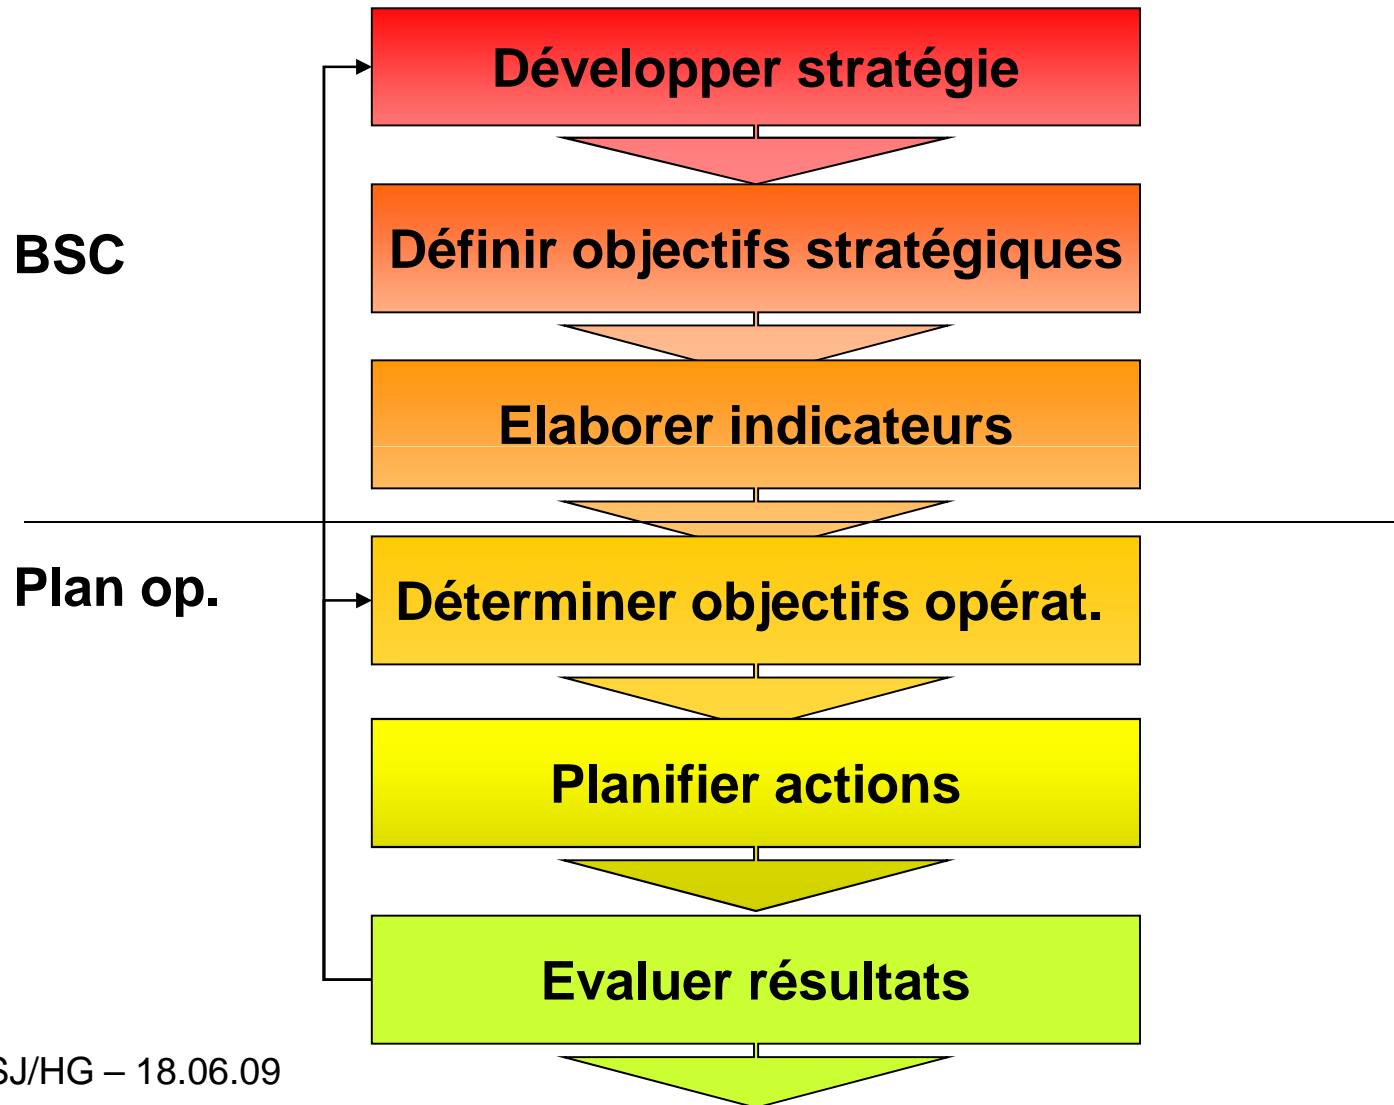 Développer stratégie
BSC
Définir objectifs stratégiques
Elaborer indicateurs
Plan op.
Déterminer objectifs opérat.
Planifier actions
Evaluer résultats
SJ/HG – 18.06.09